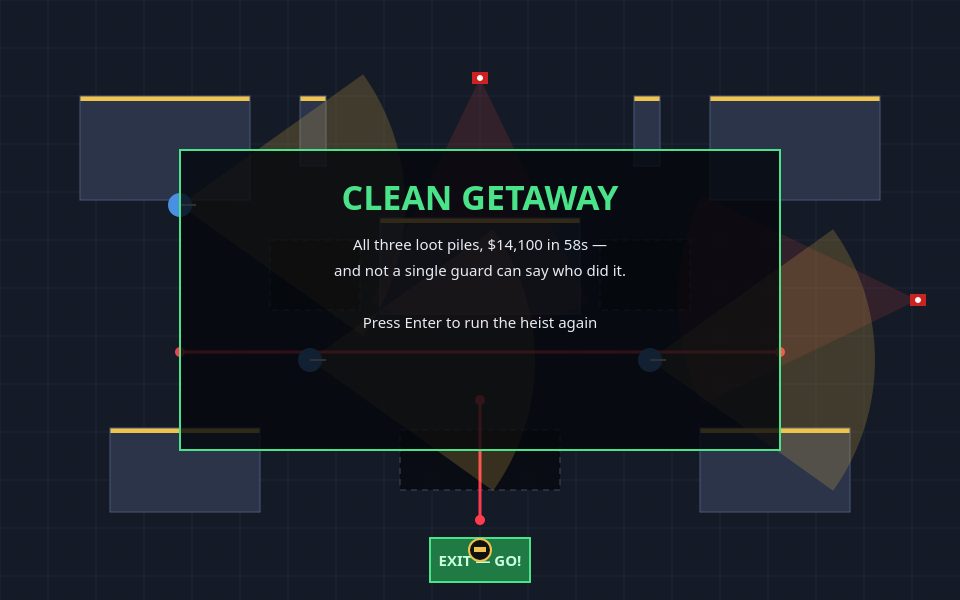 CLEAN GETAWAY
All three loot piles, $14,100 in 58s —
and not a single guard can say who did it.
Press Enter to run the heist again
EXIT — GO!